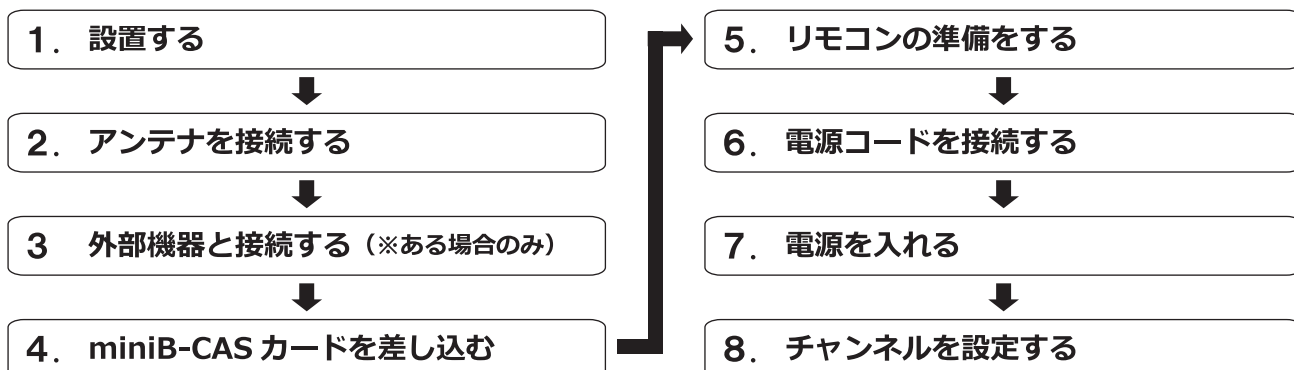 1． 設置する
2． アンテナを接続する
3 外部機器と接続する（※ある場合のみ）
4． miniB-CAS カードを差し込む
5． リモコンの準備をする
6． 電源コードを接続する
7． 電源を入れる
8． チャンネルを設定する